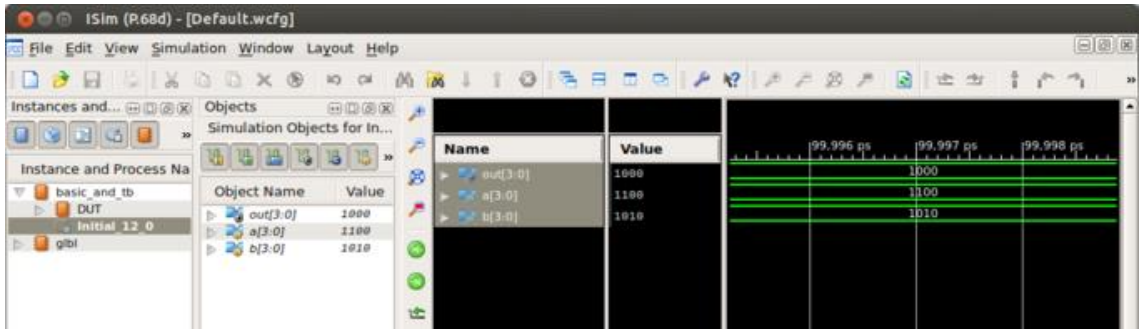 ISim (P.68d) - [Default.wcfg]
File Edit View Simulation Window Layout Help
»
Instances and...
»
Instance and Process Na
basic_and_tb
DUT
Initial_12_0
glbl
Objects
Simulation Objects for In...
»
Object Name Value
out[3:0] 1000
a[3:0] 1100
b[3:0] 1010
Name Value
out[3:0] 1000
a[3:0] 1100
b[3:0] 1010
99.996 ps 99.997 ps 99.998 ps
1000
1100
1010